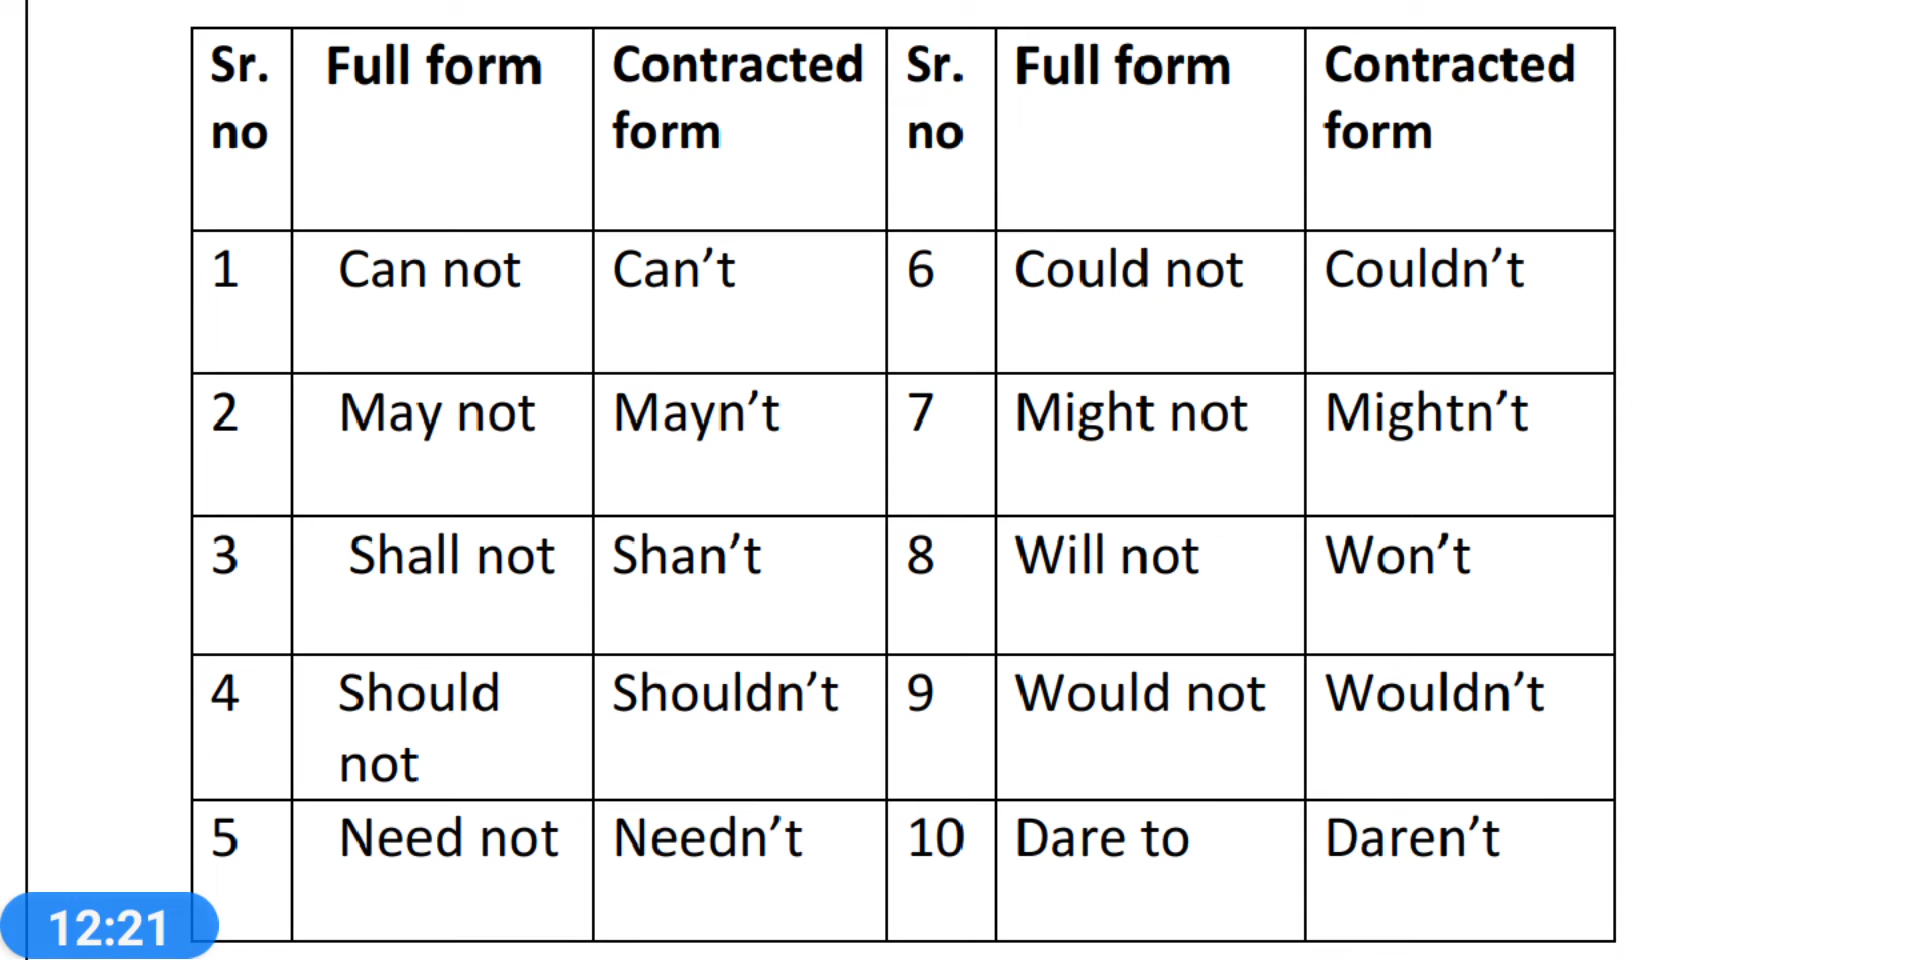 Sr. no Full form Contracted form Sr. no Full form Contracted form
1 Can not Can’t 6 Could not Couldn’t
2 May not Mayn’t 7 Might not Mightn’t
3 Shall not Shan’t 8 Will not Won’t
4 Should not Shouldn’t 9 Would not Wouldn’t
5 Need not Needn’t 10 Dare to Daren’t
12:21